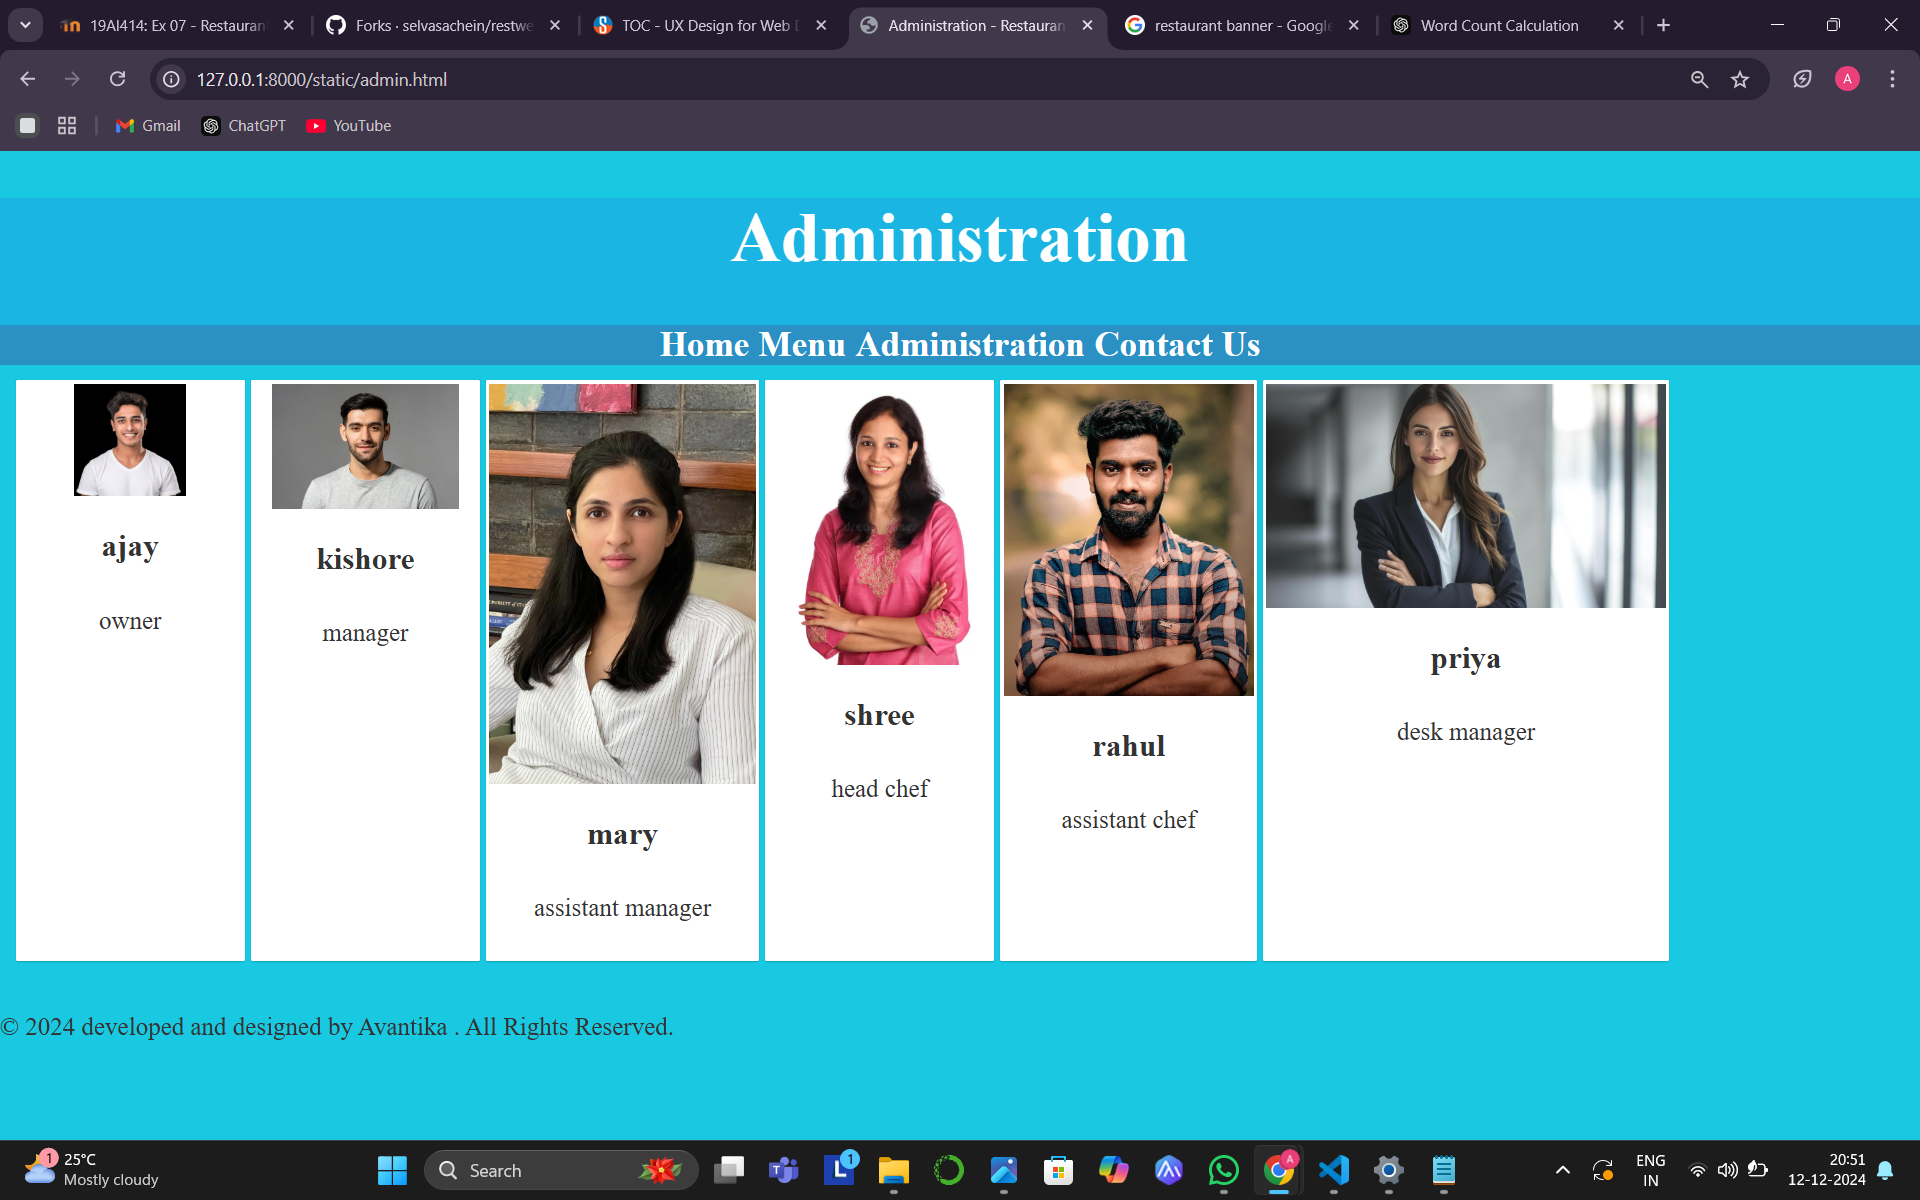 19AI414: Ex 07 - Restauran
Forks · selvasachein/restwe
TOC - UX Design for Web D
Administration - Restauran
restaurant banner - Google
Word Count Calculation
127.0.0.1:8000/static/admin.html
A
Gmail
ChatGPT
YouTube
Administration
Home Menu Administration Contact Us
ajay
owner
kishore
manager
mary
assistant manager
shree
head chef
rahul
assistant chef
priya
desk manager
© 2024 developed and designed by Avantika . All Rights Reserved.
1
25°C
Mostly cloudy
Search
1
A
ENG
IN
20:51
12-12-2024